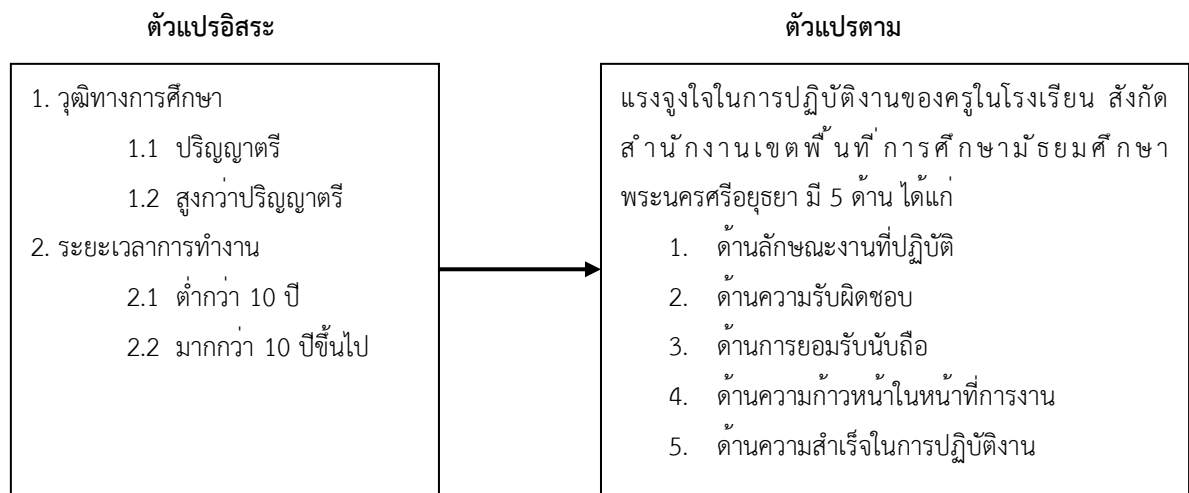 ตัวแปรอิสระ
1. วุฒิทางการศึกษา
1.1 ปริญญาตรี
1.2 สูงกว่าปริญญาตรี
2. ระยะเวลาการทำงาน
2.1 ต่ำกว่า 10 ปี
2.2 มากกว่า 10 ปีขึ้นไป
ตัวแปรตาม
แรงจูงใจในการปฏิบัติงานของครูในโรงเรียน สังกัด
สำนักงานเขตพื้นที่การศึกษามัธยมศึกษา
พระนครศรีอยุธยา มี 5 ด้าน ได้แก่
1. ด้านลักษณะงานที่ปฏิบัติ
2. ด้านความรับผิดชอบ
3. ด้านการยอมรับนับถือ
4. ด้านความก้าวหน้าในหน้าที่การงาน
5. ด้านความสำเร็จในการปฏิบัติงาน